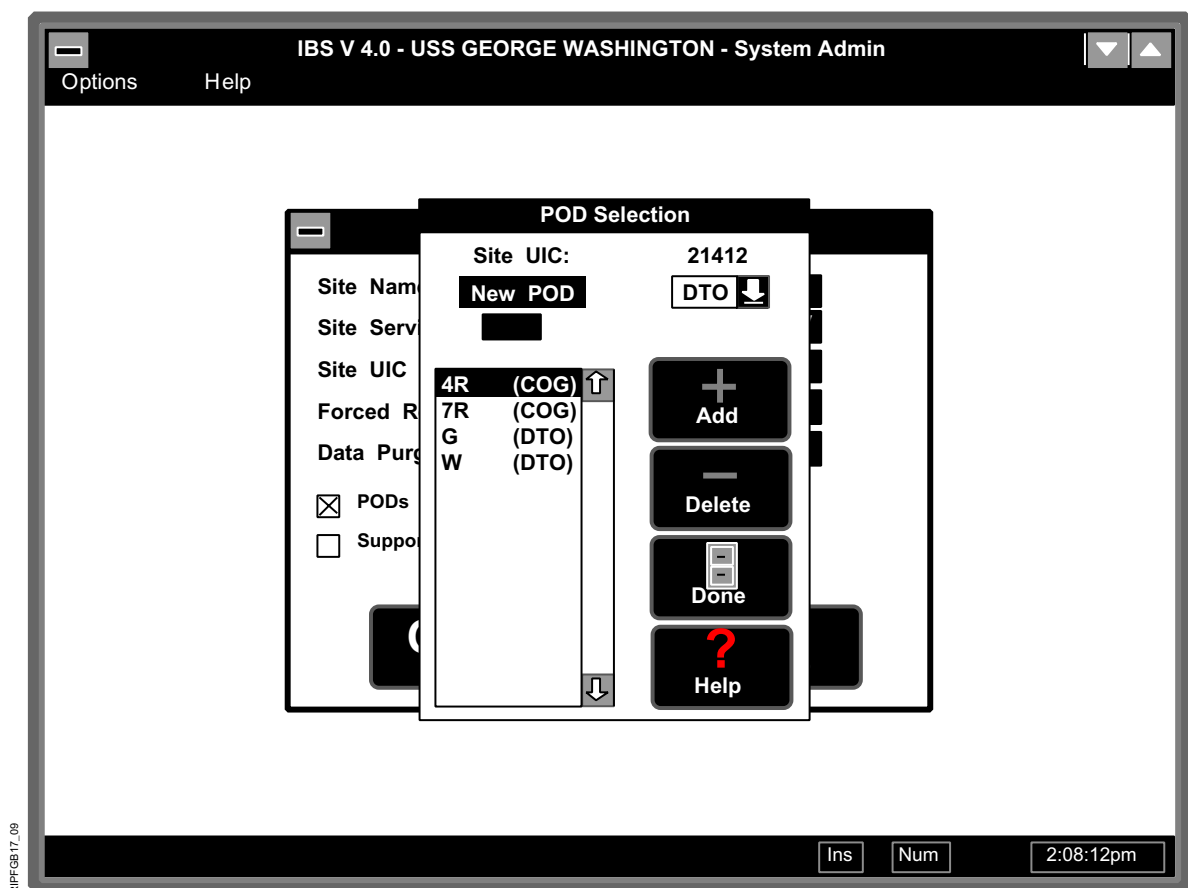 IBS V 4.0 - USS GEORGE WASHINGTON - System Admin
Options Help
POD Selection
Site UIC: 21412
New POD DTO
Site Nam
Site Servi
Site UIC
Forced R
Data Purg
PODs
Suppo
4R (COG)
7R (COG)
G (DTO)
W (DTO)
Add
Delete
Done
? Help
Ins Num 2:08:12pm
RIPFGB17_09